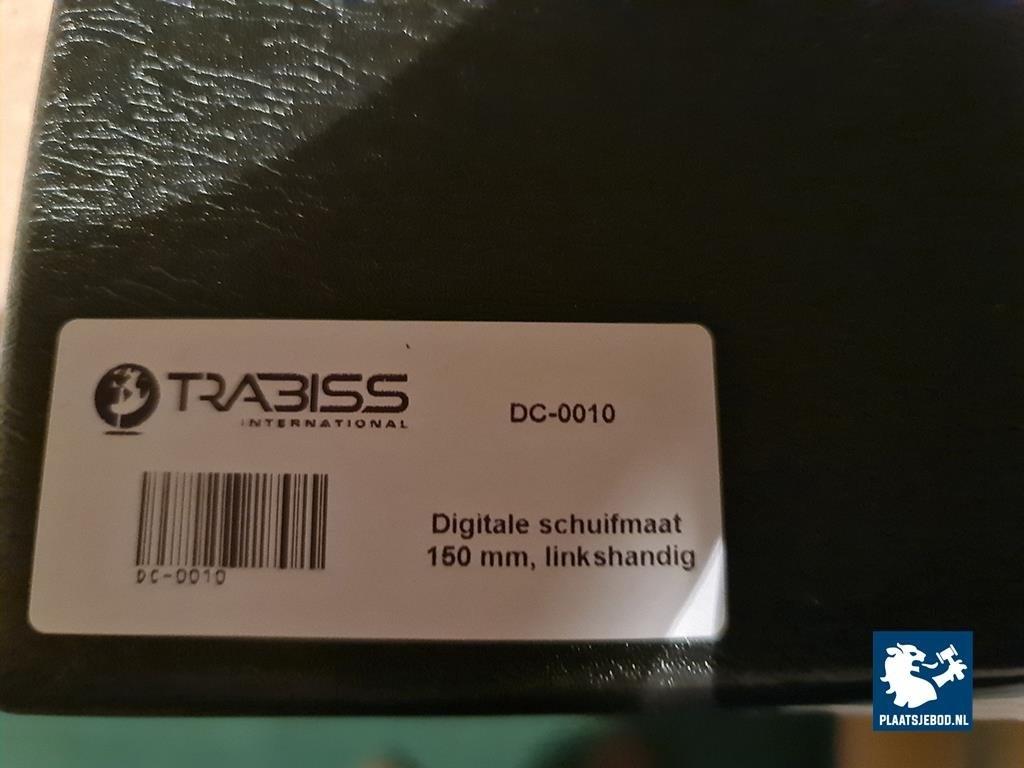 TRABISS
INTERNATIONAL
DC-0010
DC-0010
Digitale schuifmaat
150 mm, linkshandig
PLAATSJEBOD.NL